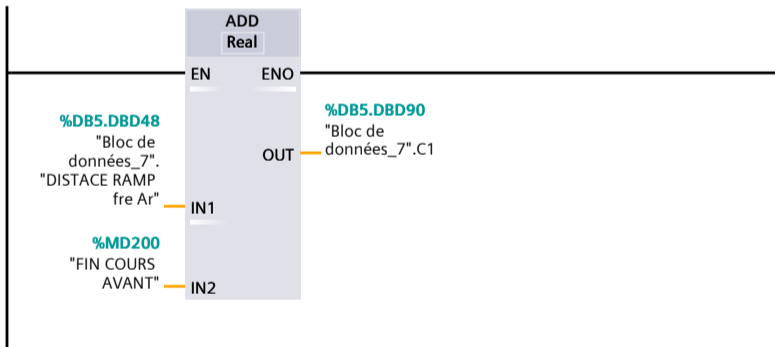 ADD
Real
EN
ENO
%DB5.DBD48
"Bloc de
données_7".
"DISTACE RAMP
fre Ar"
IN1
%DB5.DBD90
"Bloc de
données_7".C1
OUT
%MD200
"FIN COURS
AVANT"
IN2